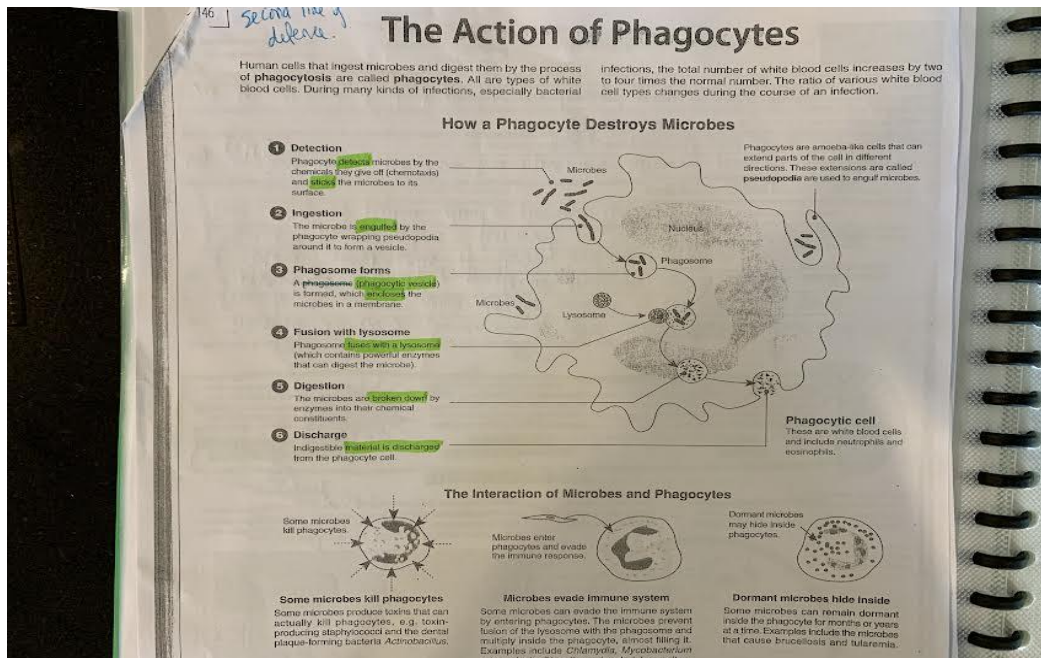 146
second line of
defence.
The Action of Phagocytes
Human cells that ingest microbes and digest them by the process
of phagocytosis are called phagocytes. All are types of white
blood cells. During many kinds of infections, especially bacterial
infections, the total number of white blood cells increases by two
to four times the normal number. The ratio of various white blood
cell types changes during the course of an infection.
How a Phagocyte Destroys Microbes
1 Detection
Phagocyte detects microbes by the
chemicals they give off (chemotaxis)
and sticks the microbes to its
surface.
2 Ingestion
The microbe is engulfed by the
phagocyte wrapping pseudopodia
around it to form a vesicle.
3 Phagosome forms
A phagosome (phagocytic vesicle)
is formed, which encloses the
microbes in a membrane.
4 Fusion with lysosome
Phagosome fuses with a lysosome
(which contains powerful enzymes
that can digest the microbe).
5 Digestion
The microbes are broken down by
enzymes into their chemical
constituents.
6 Discharge
Indigestible material is discharged
from the phagocyte cell.
Microbes
Nucleus
Phagosome
Microbes
Lysosome
Phagocytes are amoeba-like cells that can
extend parts of the cell in different
directions. These extensions are called
pseudopodia are used to engulf microbes.
Phagocytic cell
These are white blood cells
and include neutrophils and
eosinophils.
The Interaction of Microbes and Phagocytes
Some microbes
kill phagocytes.
Microbes enter
phagocytes and evade
the immune response.
Dormant microbes
may hide inside
phagocytes.
Some microbes kill phagocytes
Some microbes produce toxins that can
actually kill phagocytes, e.g. toxin-
producing staphylococci and the dental
plaque-forming bacteria Actinobacillus.
Microbes evade immune system
Some microbes can evade the immune system
by entering phagocytes. The microbes prevent
fusion of the lysosome with the phagosome and
multiply inside the phagocyte, almost filling it.
Examples include Chlamydia, Mycobacterium
Dormant microbes hide inside
Some microbes can remain dormant
inside the phagocyte for months or years
at a time. Examples include the microbes
that cause brucellosis and tularemia.